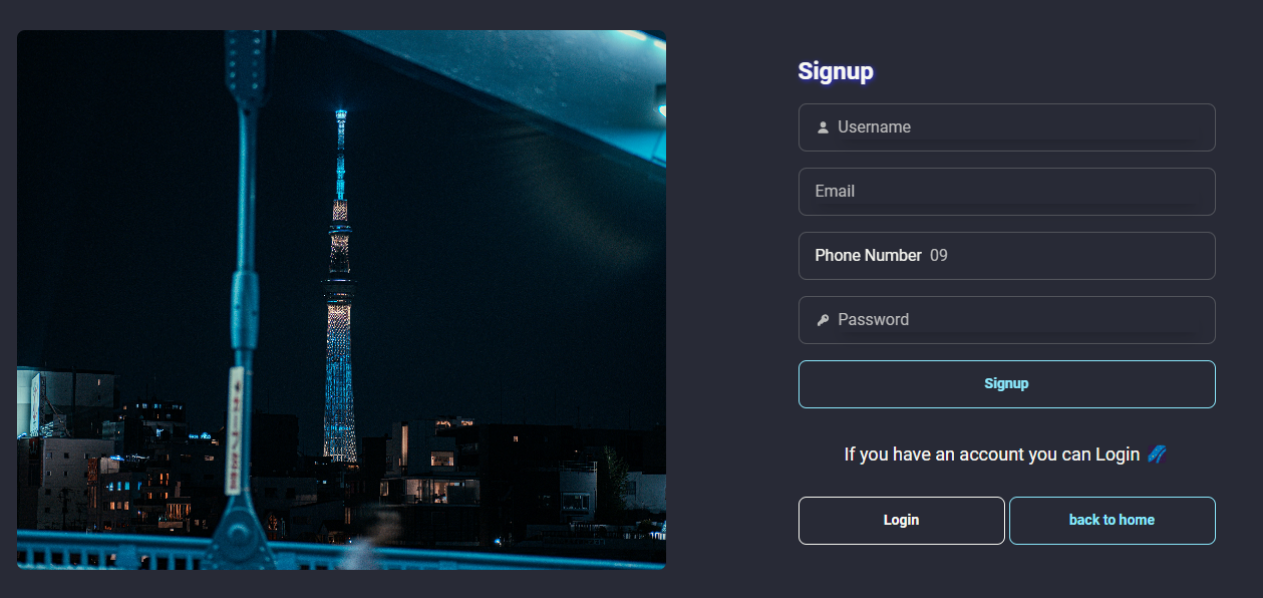 Signup
Username
Email
Phone Number 09
Password
Signup
If you have an account you can Login
Login
back to home